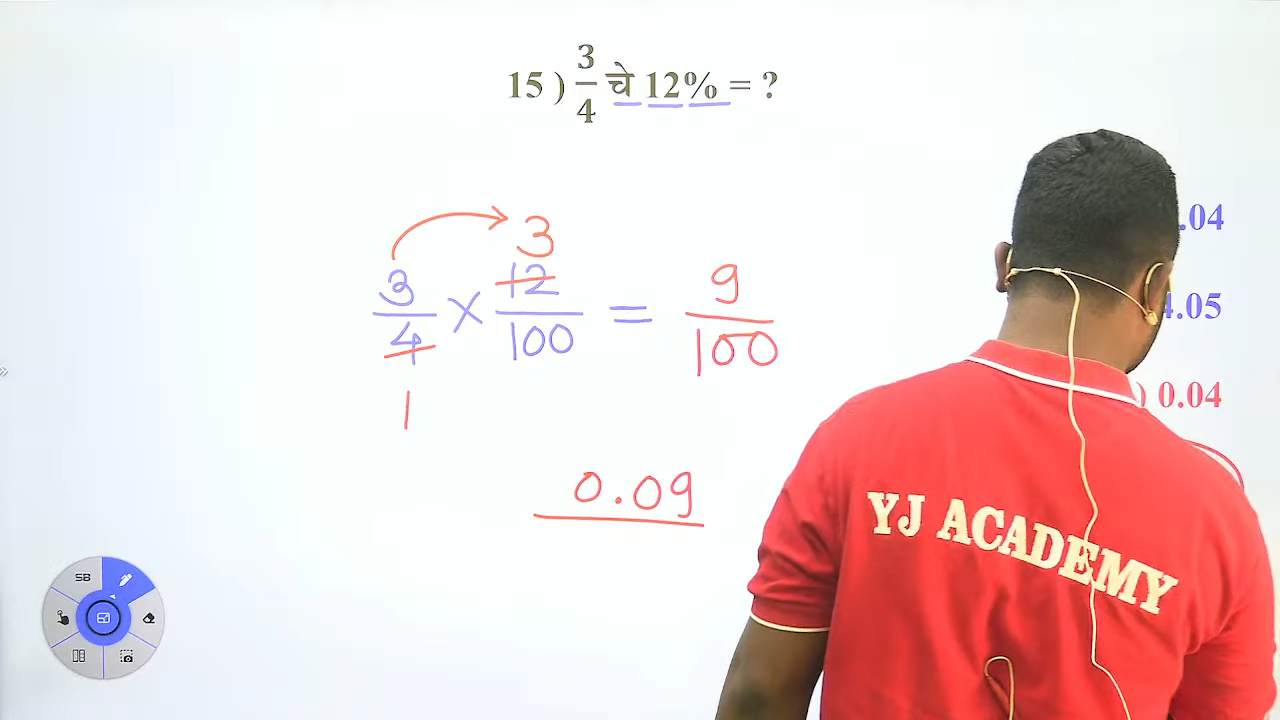 15 ) 3/4 चे 12% = ?
3
3/4 × 12/100 = 9/100
1
0.09
.04
4.05
) 0.04
YJ ACADEMY
SB